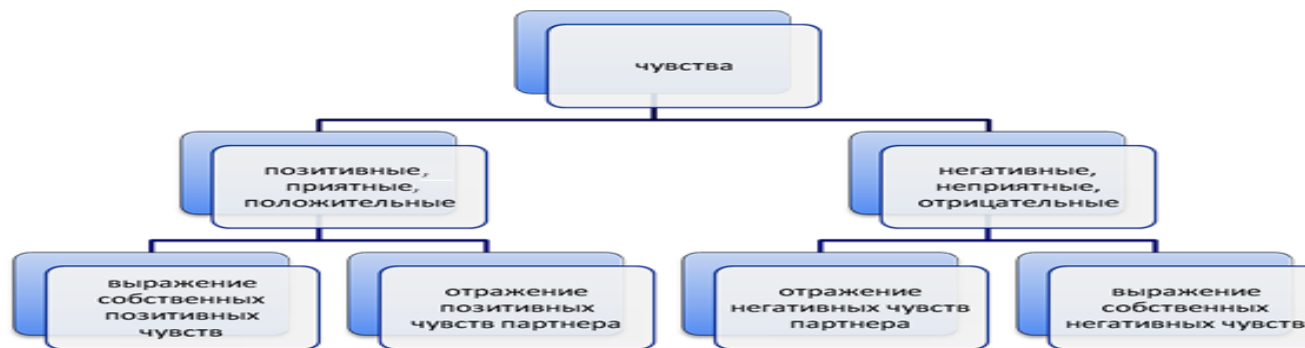 чувства
позитивные,
приятные,
положительные
негативные,
неприятные,
отрицательные
выражение
собственных
позитивных
чувств
отражение
позитивных
чувств партнера
отражение
негативных чувств
партнера
выражение
собственных
негативных чувств